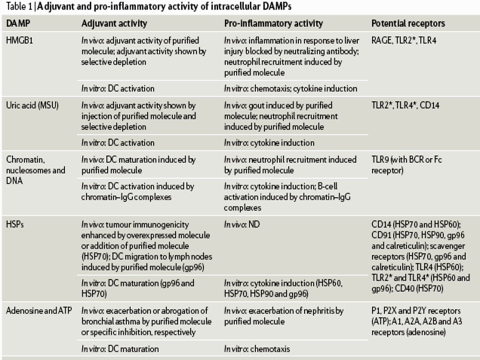 Table 1 | Adjuvant and pro-inflammatory activity of intracellular DAMPs
DAMP
Adjuvant activity
Pro-inflammatory activity
Potential receptors
HMGB1
In vivo: adjuvant activity of purified
molecule; adjuvant activity shown by
selective depletion
In vivo: inflammation in response to liver
injury blocked by neutralizing antibody;
neutrophil recruitment induced by
purified molecule
RAGE, TLR2*, TLR4
In vitro: DC activation
In vitro: chemotaxis; cytokine induction
Uric acid (MSU)
In vivo: adjuvant activity shown by
injection of purified molecule and
selective depletion
In vivo: gout induced by purified
molecule; neutrophil recruitment
induced by purified molecule
TLR2*, TLR4*, CD14
In vitro: DC activation
In vitro: cytokine induction
Chromatin,
nucleosomes and
DNA
In vivo: DC maturation induced by
purified molecule
In vivo: neutrophil recruitment induced
by purified molecule
TLR9 (with BCR or Fc
receptor)
In vitro: DC activation induced by
chromatin–IgG complexes
In vitro: cytokine induction; B-cell
activation induced by chromatin–IgG
complexes
HSPs
In vivo: tumour immunogenicity
enhanced by overexpressed molecule
or addition of purified molecule
(HSP70); DC migration to lymph nodes
induced by purified molecule (gp96)
In vivo: ND
CD14 (HSP70 and HSP60);
CD91 (HSP70, HSP90, gp96
and calreticulin); scavenger
receptors (HSP70, gp96 and
calreticulin); TLR4 (HSP60);
TLR2* and TLR4* (HSP60 and
gp96); CD40 (HSP70)
In vitro: DC maturation (gp96 and
HSP70)
In vitro: cytokine induction (HSP60,
HSP70, HSP90 and gp96)
Adenosine and ATP
In vivo: exacerbation or abrogation of
bronchial asthma by purified molecule
or specific inhibition, respectively
In vivo: exacerbation of nephritis by
purified molecule
P1, P2X and P2Y receptors
(ATP); A1, A2A, A2B and A3
receptors (adenosine)
In vitro: DC maturation
In vitro: chemotaxis